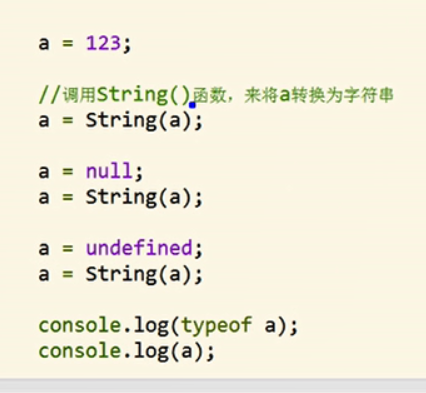 a = 123;
//调用String()函数，来将a转换为字符串
a = String(a);
a = null;
a = String(a);
a = undefined;
a = String(a);
console.log(typeof a);
console.log(a);